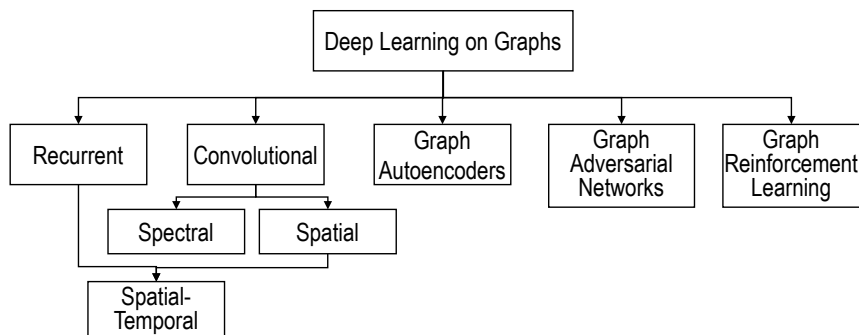 Deep Learning on Graphs
Recurrent
Convolutional
Graph
Autoencoders
Graph
Adversarial
Networks
Graph
Reinforcement
Learning
Spectral
Spatial
Spatial-
Temporal